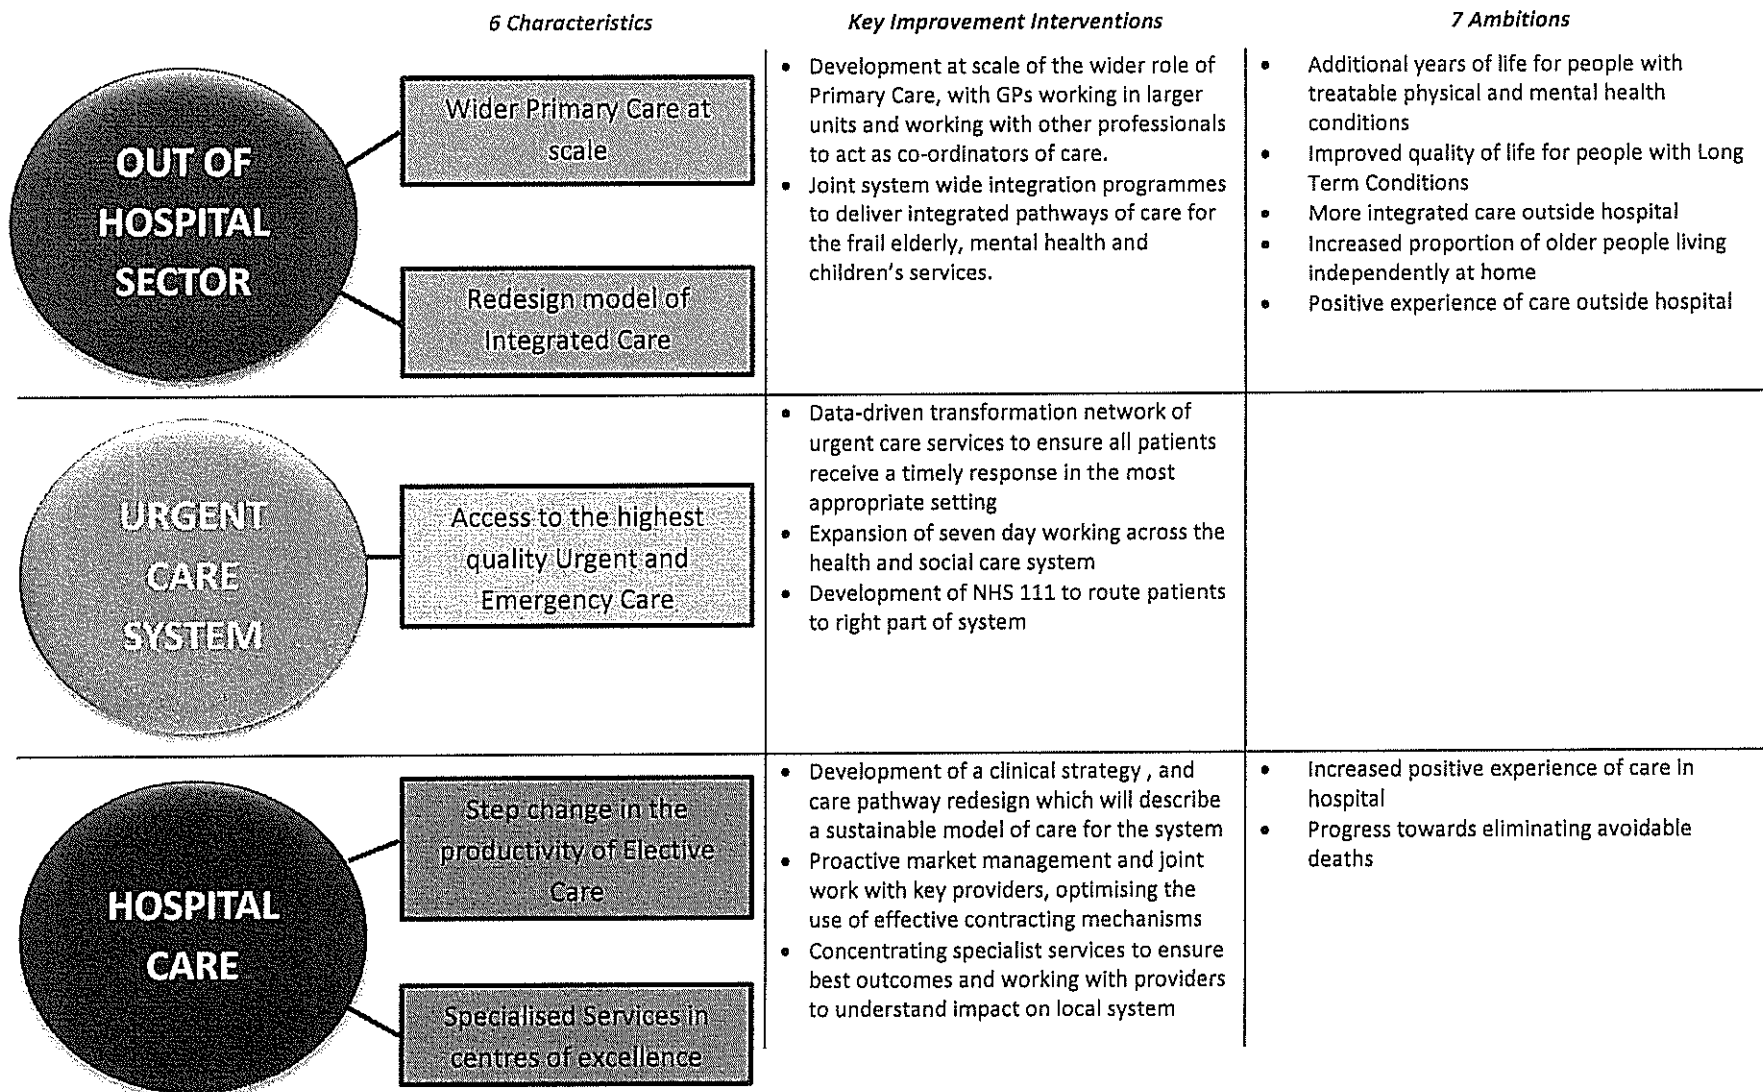 6 Characteristics
Key Improvement Interventions
7 Ambitions
OUT OF
HOSPITAL
SECTOR
Wider Primary Care at
scale
Redesign model of
Integrated Care
• Development at scale of the wider role of
Primary Care, with GPs working in larger
units and working with other professionals
to act as co-ordinators of care.
• Joint system wide integration programmes
to deliver integrated pathways of care for
the frail elderly, mental health and
children's services.
• Additional years of life for people with
treatable physical and mental health
conditions
• Improved quality of life for people with Long
Term Conditions
• More integrated care outside hospital
• Increased proportion of older people living
independently at home
• Positive experience of care outside hospital
URGENT
CARE
SYSTEM
Access to the highest
quality Urgent and
Emergency Care
• Data-driven transformation network of
urgent care services to ensure all patients
receive a timely response in the most
appropriate setting
• Expansion of seven day working across the
health and social care system
• Development of NHS 111 to route patients
to right part of system
HOSPITAL
CARE
Step change in the
productivity of Elective
Care
Specialised Services in
centres of excellence
• Development of a clinical strategy , and
care pathway redesign which will describe
a sustainable model of care for the system
• Proactive market management and joint
work with key providers, optimising the
use of effective contracting mechanisms
• Concentrating specialist services to ensure
best outcomes and working with providers
to understand impact on local system
• Increased positive experience of care in
hospital
• Progress towards eliminating avoidable
deaths